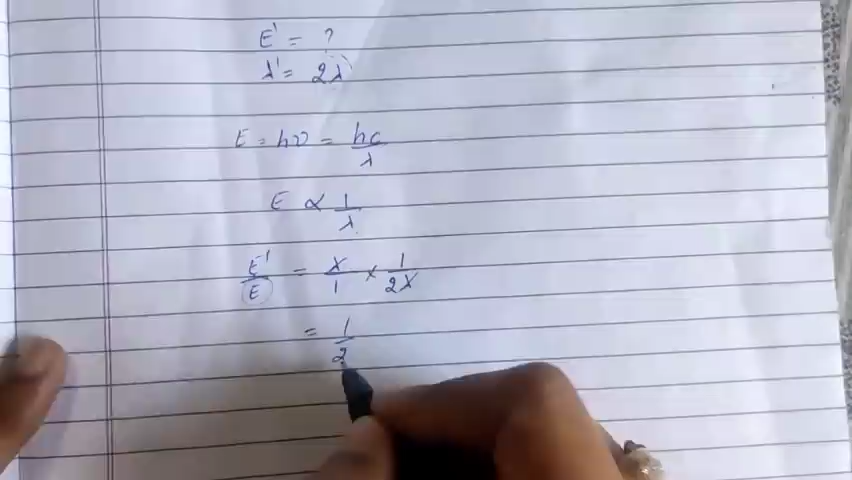 E' = ?
λ' = 2λ
E = hν = hc/λ
E ∝ 1/λ
E'/E = λ/1 × 1/2λ
= 1/2